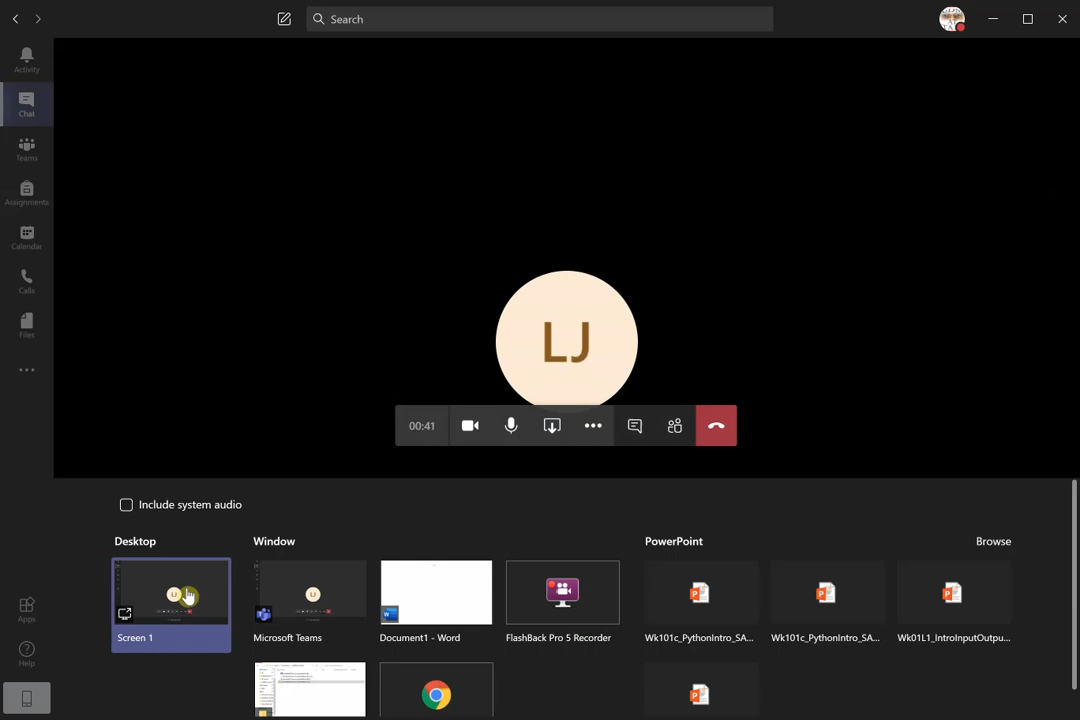 Search
Activity
Chat
Teams
Assignments
Calendar
Calls
Files
Apps
Help
LJ
00:41
Include system audio
Desktop
Window
PowerPoint
Browse
Screen 1
Microsoft Teams
Document1 - Word
FlashBack Pro 5 Recorder
Wk101c_PythonIntro_SA...
Wk101c_PythonIntro_SA...
Wk01L1_IntroInputOutpu...